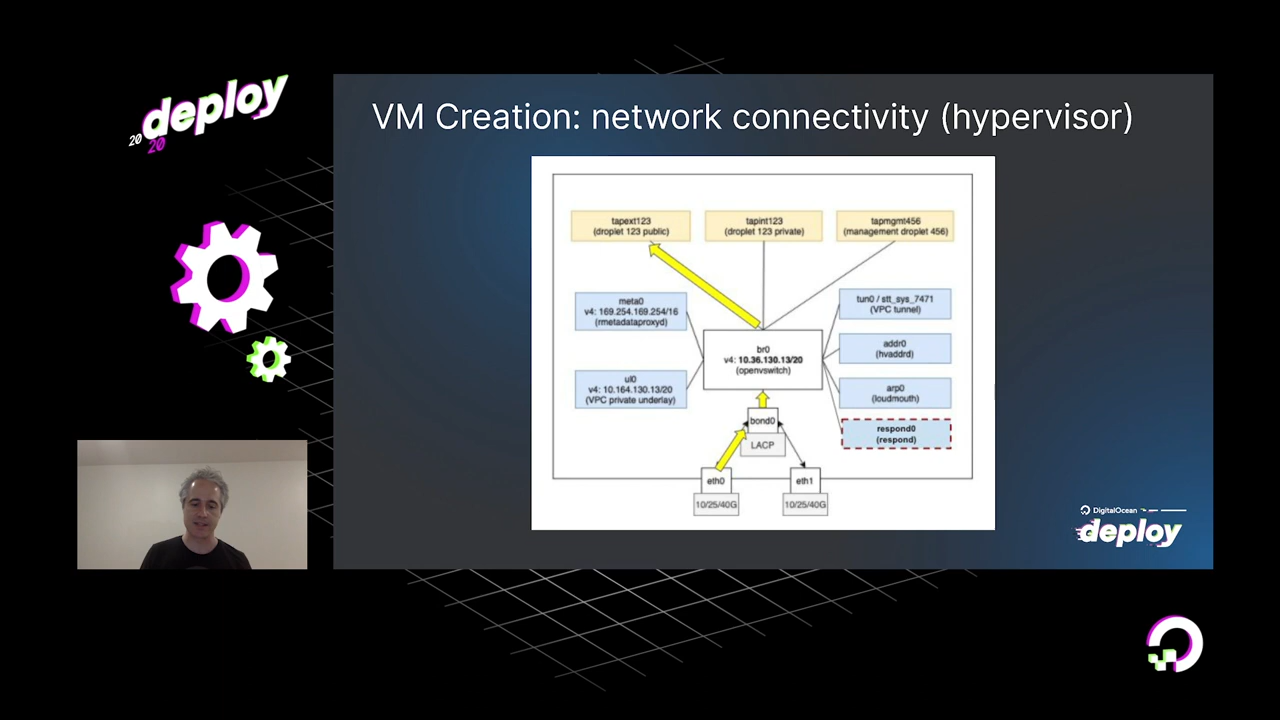 20 deploy
20
VM Creation: network connectivity (hypervisor)
tapext123
(droplet 123 public)
tapint123
(droplet 123 private)
tapmgmt456
(management droplet 456)
meta0
v4: 169.254.169.254/16
(rmetadataproxyd)
tun0 / stt_sys_7471
(VPC tunnel)
br0
v4: 10.36.130.13/20
(openvswitch)
addr0
(hvaddrd)
ul0
v4: 10.164.130.13/20
(VPC private underlay)
arp0
(loudmouth)
bond0
LACP
respond0
(respond)
eth0
10/25/40G
eth1
10/25/40G
DigitalOcean
deploy